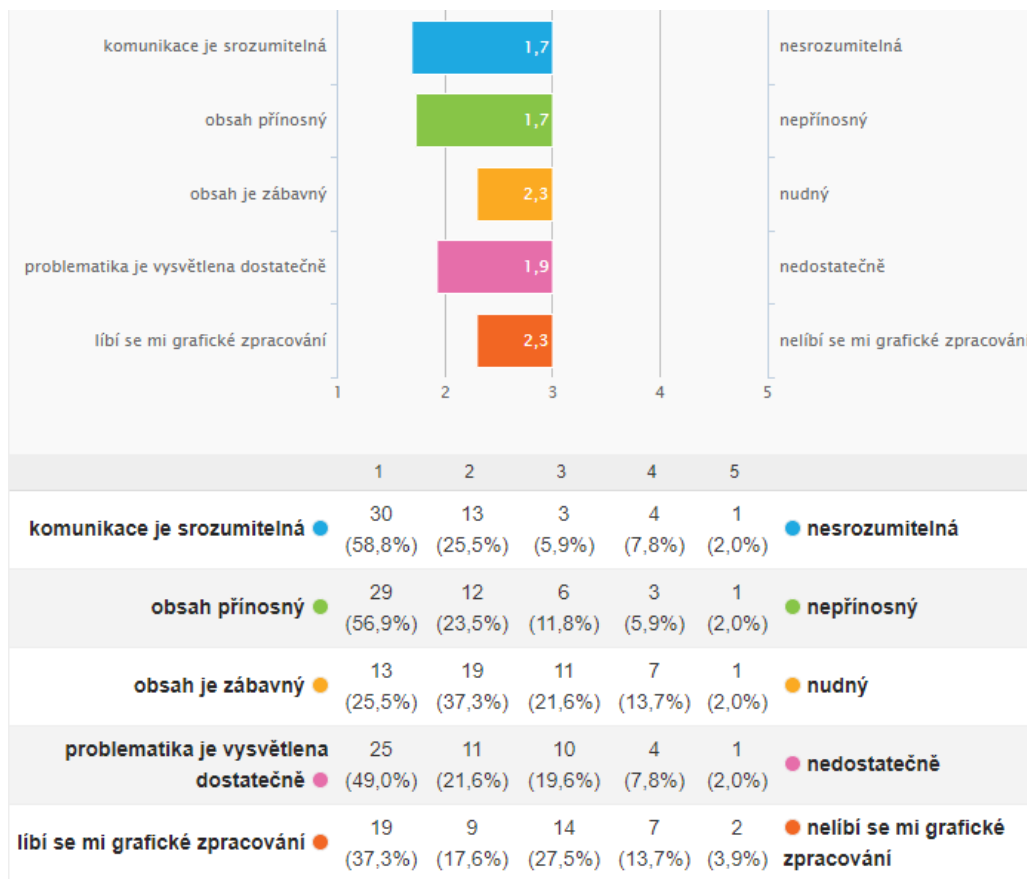 komunikace je srozumitelná 1,7 nesrozumitelná
obsah přínosný 1,7 nepřínosný
obsah je zábavný 2,3 nudný
problematika je vysvětlena dostatečně 1,9 nedostatečně
líbí se mi grafické zpracování 2,3 nelíbí se mi grafické zpracování
1 2 3 4 5
1 2 3 4 5
komunikace je srozumitelná 30 13 3 4 1 nesrozumitelná
(58,8%) (25,5%) (5,9%) (7,8%) (2,0%)
obsah přínosný 29 12 6 3 1 nepřínosný
(56,9%) (23,5%) (11,8%) (5,9%) (2,0%)
obsah je zábavný 13 19 11 7 1 nudný
(25,5%) (37,3%) (21,6%) (13,7%) (2,0%)
problematika je vysvětlena 25 11 10 4 1 nedostatečně
dostatečně (49,0%) (21,6%) (19,6%) (7,8%) (2,0%)
líbí se mi grafické zpracování 19 9 14 7 2 nelíbí se mi grafické
(37,3%) (17,6%) (27,5%) (13,7%) (3,9%) zpracování